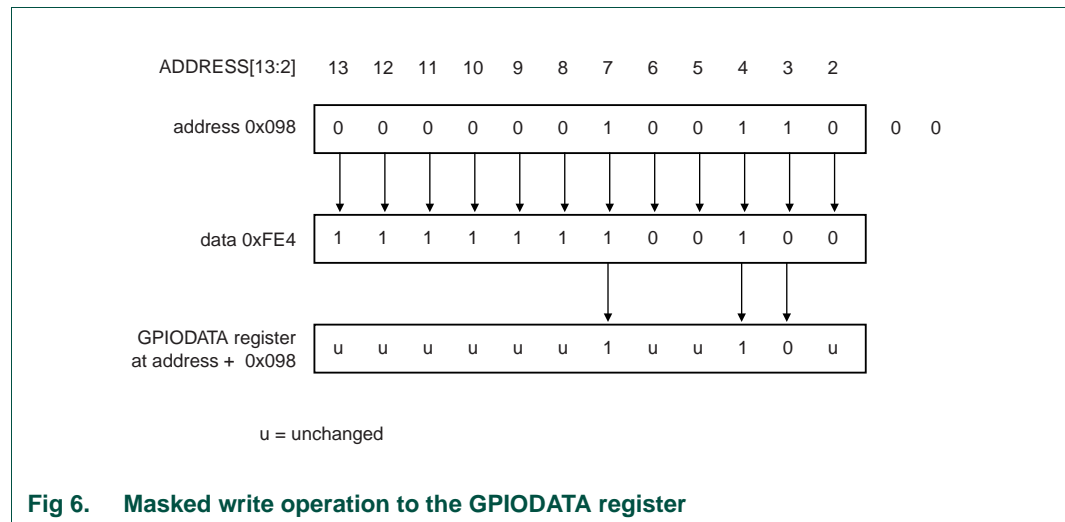 ADDRESS[13:2] 13 12 11 10 9 8 7 6 5 4 3 2
address 0x098 0 0 0 0 0 0 1 0 0 1 1 0 0 0
data 0xFE4 1 1 1 1 1 1 1 0 0 1 0 0
GPIODATA register
at address + 0x098 u u u u u u 1 u u 1 0 u
u = unchanged
Fig 6. Masked write operation to the GPIODATA register